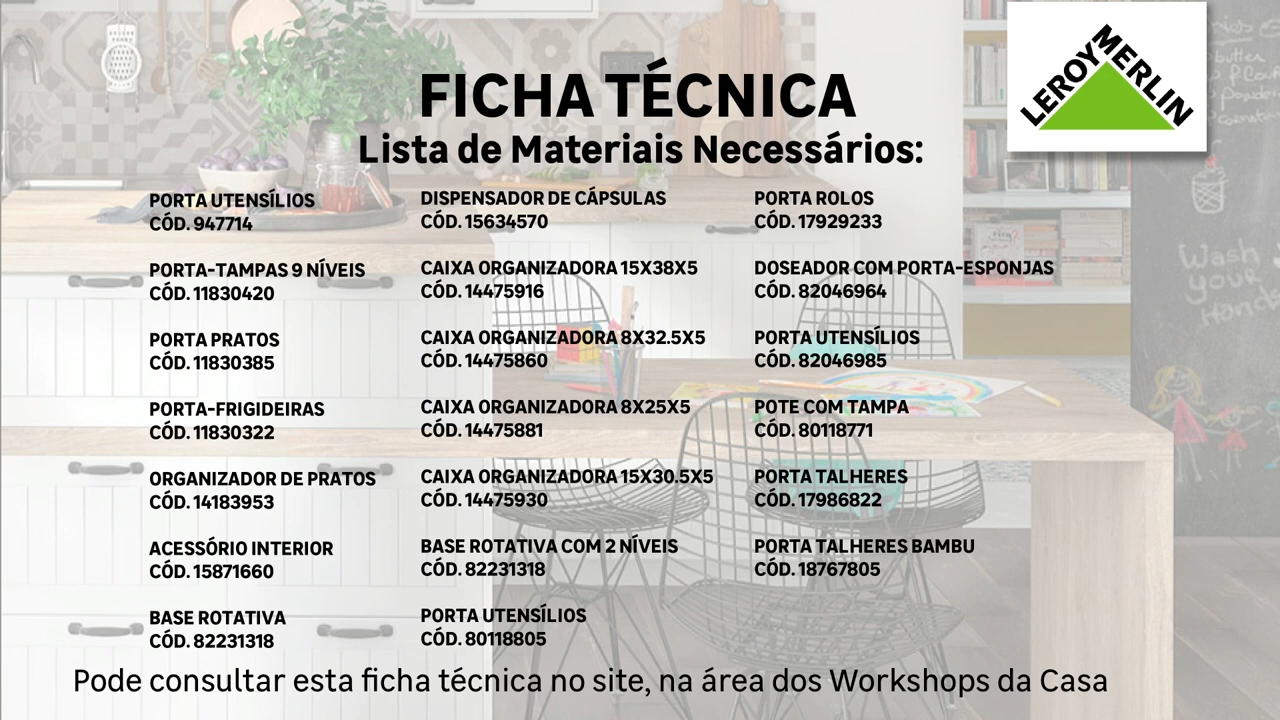 LEROY MERLIN
FICHA TÉCNICA
Lista de Materiais Necessários:
PORTA UTENSÍLIOS
CÓD. 947714
PORTA-TAMPAS 9 NÍVEIS
CÓD. 11830420
PORTA PRATOS
CÓD. 11830385
PORTA-FRIGIDEIRAS
CÓD. 11830322
ORGANIZADOR DE PRATOS
CÓD. 14183953
ACESSÓRIO INTERIOR
CÓD. 15871660
BASE ROTATIVA
CÓD. 82231318
DISPENSADOR DE CÁPSULAS
CÓD. 15634570
CAIXA ORGANIZADORA 15X38X5
CÓD. 14475916
CAIXA ORGANIZADORA 8X32.5X5
CÓD. 14475860
CAIXA ORGANIZADORA 8X25X5
CÓD. 14475881
CAIXA ORGANIZADORA 15X30.5X5
CÓD. 14475930
BASE ROTATIVA COM 2 NÍVEIS
CÓD. 82231318
PORTA UTENSÍLIOS
CÓD. 80118805
PORTA ROLOS
CÓD. 17929233
DOSEADOR COM PORTA-ESPONJAS
CÓD. 82046964
PORTA UTENSÍLIOS
CÓD. 82046985
POTE COM TAMPA
CÓD. 80118771
PORTA TALHERES
CÓD. 17986822
PORTA TALHERES BAMBU
CÓD. 18767805
Wash
your
Hands
Pode consultar esta ficha técnica no site, na área dos Workshops da Casa